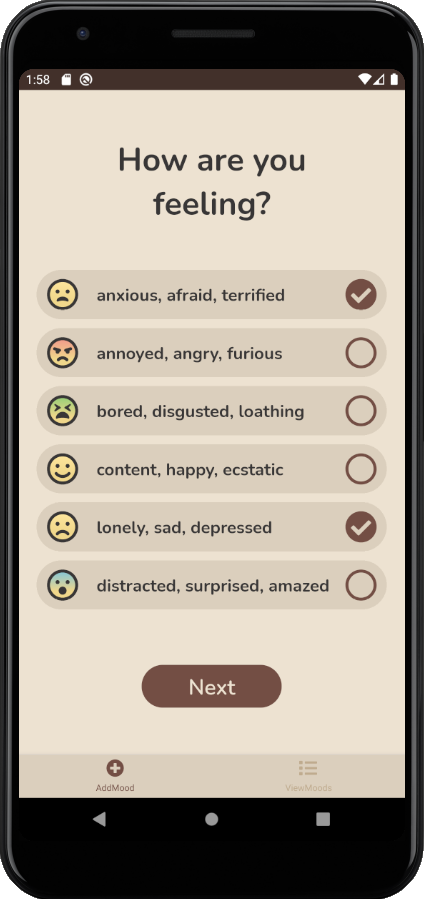 1:58
How are you
feeling?
anxious, afraid, terrified
annoyed, angry, furious
bored, disgusted, loathing
content, happy, ecstatic
lonely, sad, depressed
distracted, surprised, amazed
Next
AddMood
ViewMoods